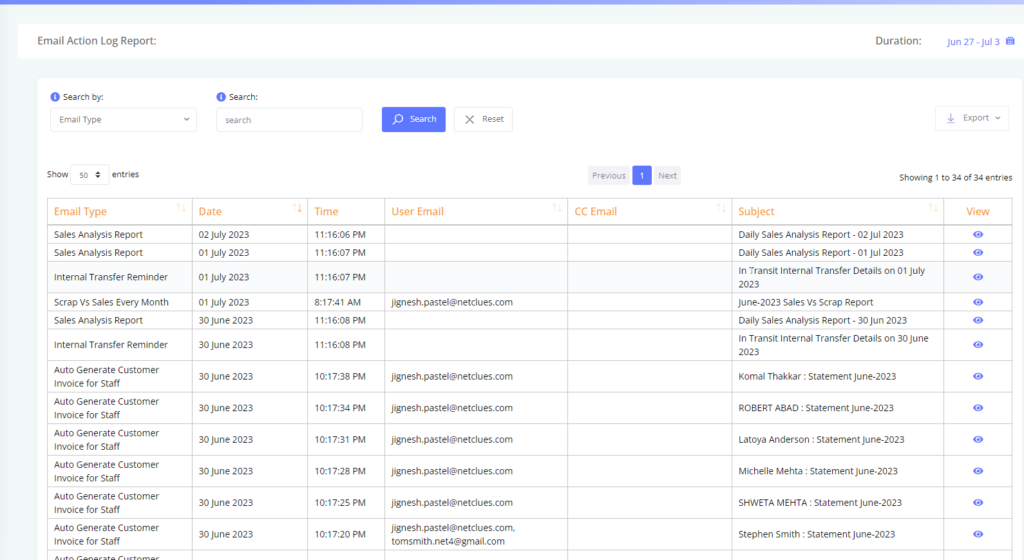 Email Action Log Report:
Duration: Jun 27 - Jul 3
Search by: Search:
Email Type search Search Reset Export
Show 50 entries Previous 1 Next Showing 1 to 34 of 34 entries
Email Type Date Time User Email CC Email Subject View
Sales Analysis Report 02 July 2023 11:16:06 PM Daily Sales Analysis Report - 02 Jul 2023
Sales Analysis Report 01 July 2023 11:16:07 PM Daily Sales Analysis Report - 01 Jul 2023
Internal Transfer Reminder 01 July 2023 11:16:07 PM In Transit Internal Transfer Details on 01 July
2023
Scrap Vs Sales Every Month 01 July 2023 8:17:41 AM jignesh.pastel@netclues.com June-2023 Sales Vs Scrap Report
Sales Analysis Report 30 June 2023 11:16:08 PM Daily Sales Analysis Report - 30 Jun 2023
Internal Transfer Reminder 30 June 2023 11:16:08 PM In Transit Internal Transfer Details on 30 June
2023
Auto Generate Customer
Invoice for Staff 30 June 2023 10:17:38 PM jignesh.pastel@netclues.com Komal Thakkar : Statement June-2023
Auto Generate Customer
Invoice for Staff 30 June 2023 10:17:34 PM jignesh.pastel@netclues.com ROBERT ABAD : Statement June-2023
Auto Generate Customer
Invoice for Staff 30 June 2023 10:17:31 PM jignesh.pastel@netclues.com Latoya Anderson : Statement June-2023
Auto Generate Customer
Invoice for Staff 30 June 2023 10:17:28 PM jignesh.pastel@netclues.com Michelle Mehta : Statement June-2023
Auto Generate Customer
Invoice for Staff 30 June 2023 10:17:25 PM jignesh.pastel@netclues.com SHWETA MEHTA : Statement June-2023
Auto Generate Customer
Invoice for Staff 30 June 2023 10:17:20 PM jignesh.pastel@netclues.com,
tomsmith.net4@gmail.com Stephen Smith : Statement June-2023
Auto Generate Customer